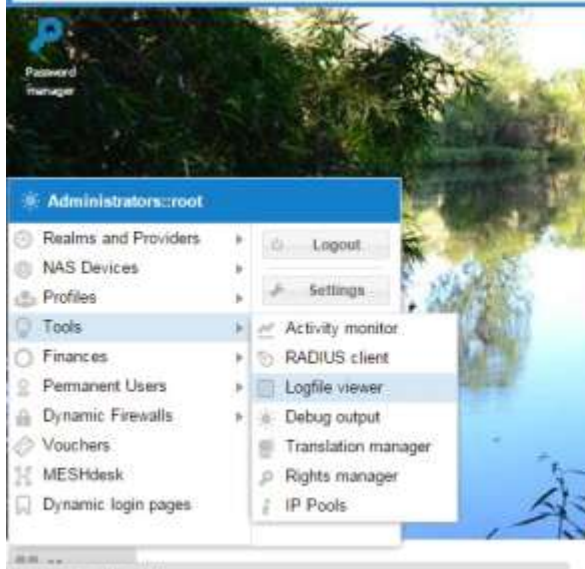 Password
manager
Administrators::root
Realms and Providers
NAS Devices
Profiles
Tools
Finances
Permanent Users
Dynamic Firewalls
Vouchers
MESHdesk
Dynamic login pages
Logout
Settings
Activity monitor
RADIUS client
Logfile viewer
Debug output
Translation manager
Rights manager
IP Pools